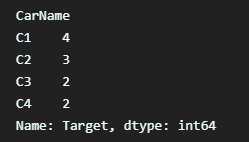 CarName
C1    4
C2    3
C3    2
C4    2
Name: Target, dtype: int64